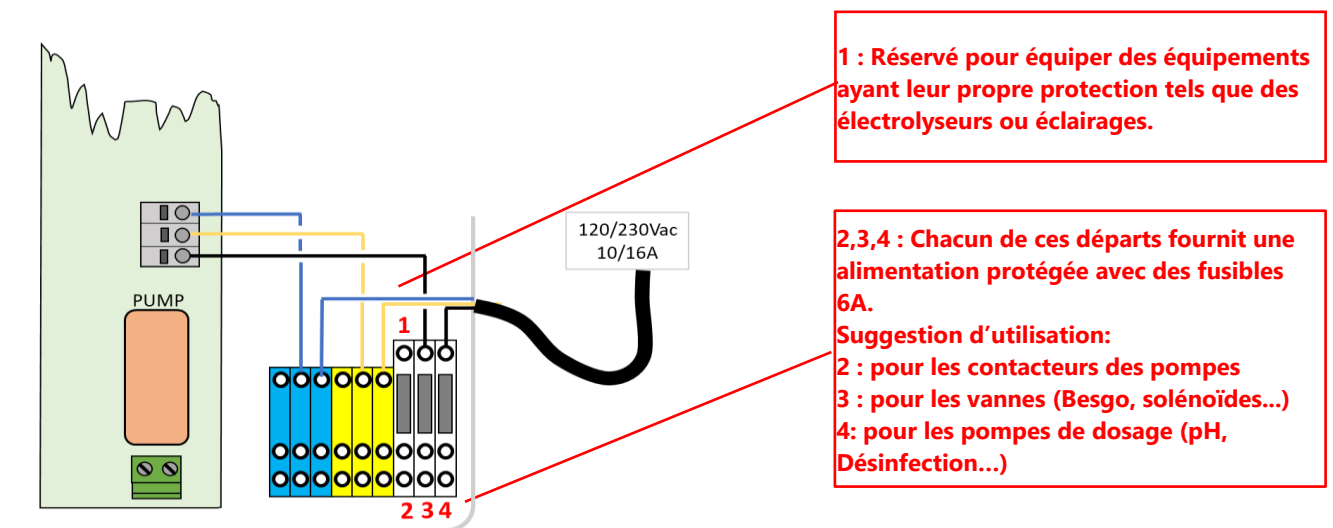 1 : Réservé pour équiper des équipements
ayant leur propre protection tels que des
électrolyseurs ou éclairages.
120/230Vac
10/16A
2,3,4 : Chacun de ces départs fournit une
alimentation protégée avec des fusibles
6A.
Suggestion d’utilisation:
2 : pour les contacteurs des pompes
3 : pour les vannes (Besgo, solénoïdes...)
4: pour les pompes de dosage (pH,
Désinfection…)
PUMP
1
2 3 4